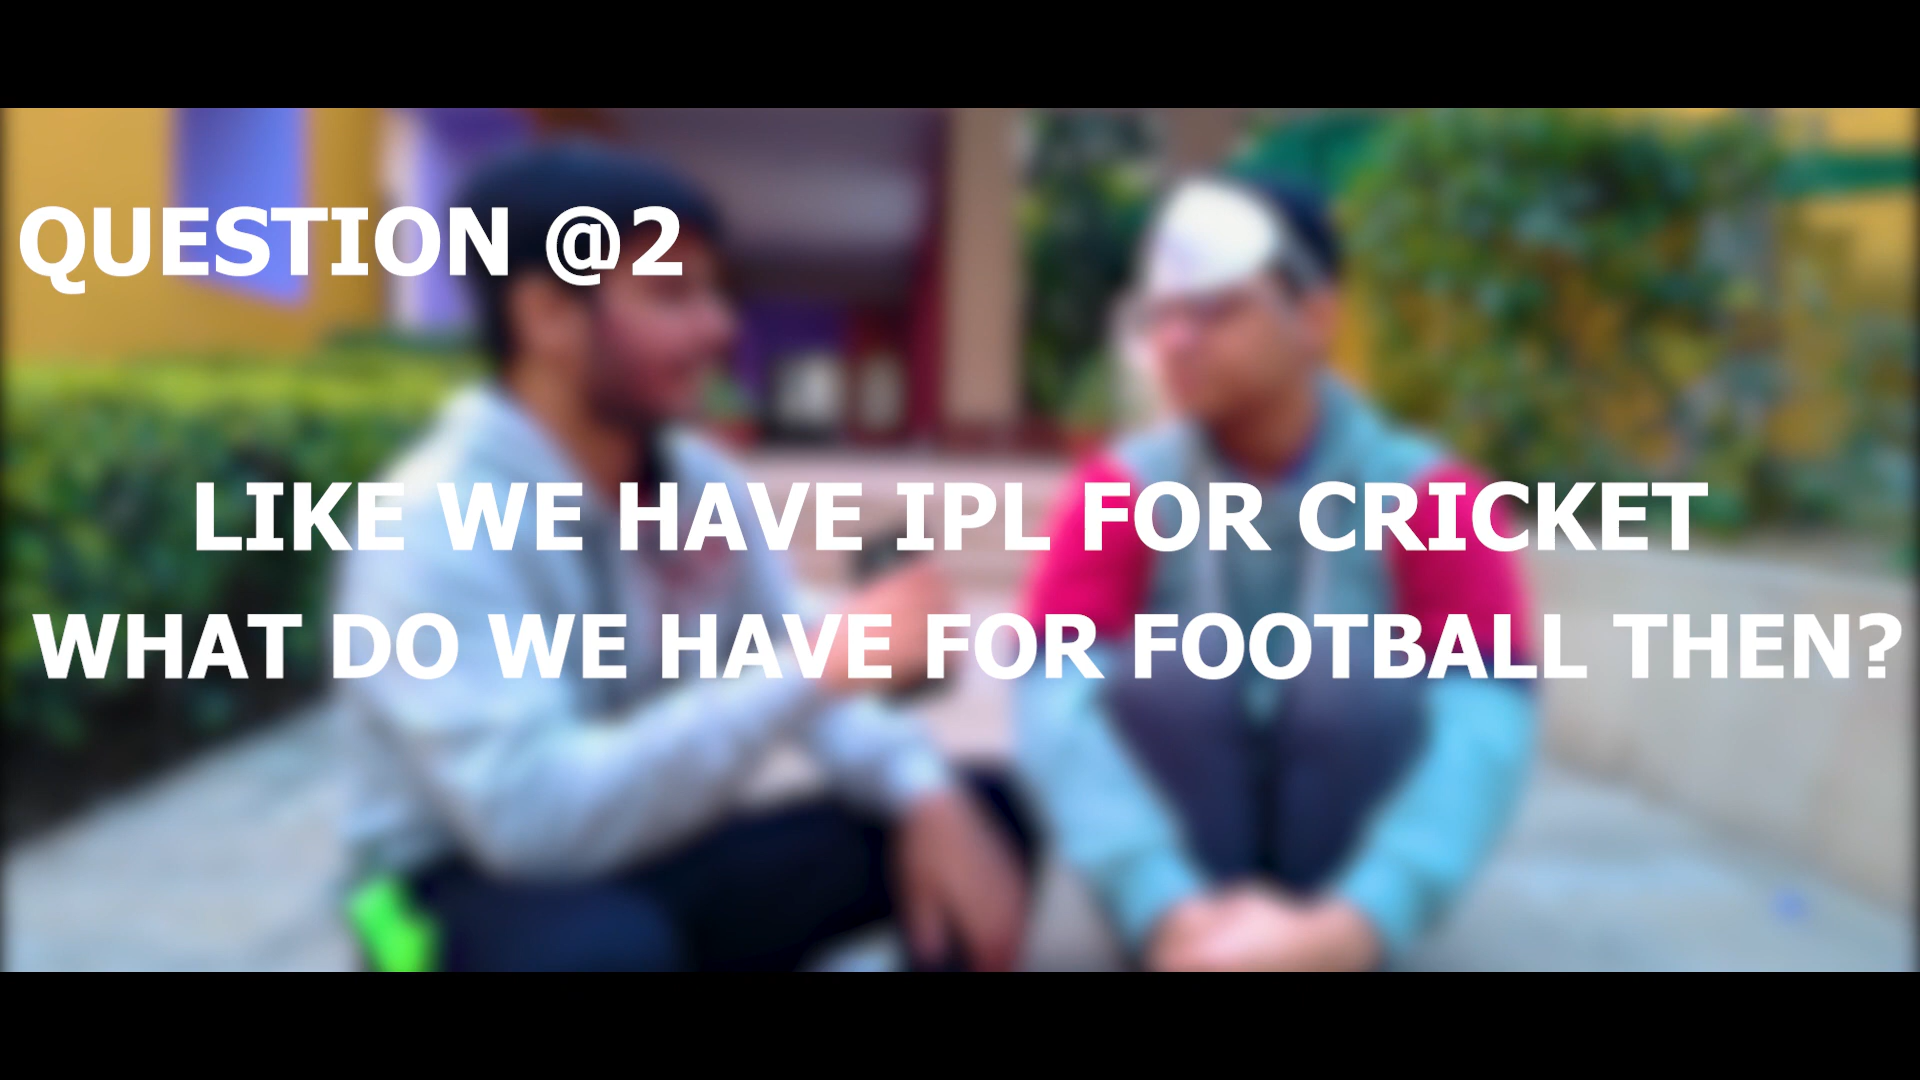 QUESTION @2
LIKE WE HAVE IPL FOR CRICKET
WHAT DO WE HAVE FOR FOOTBALL THEN?